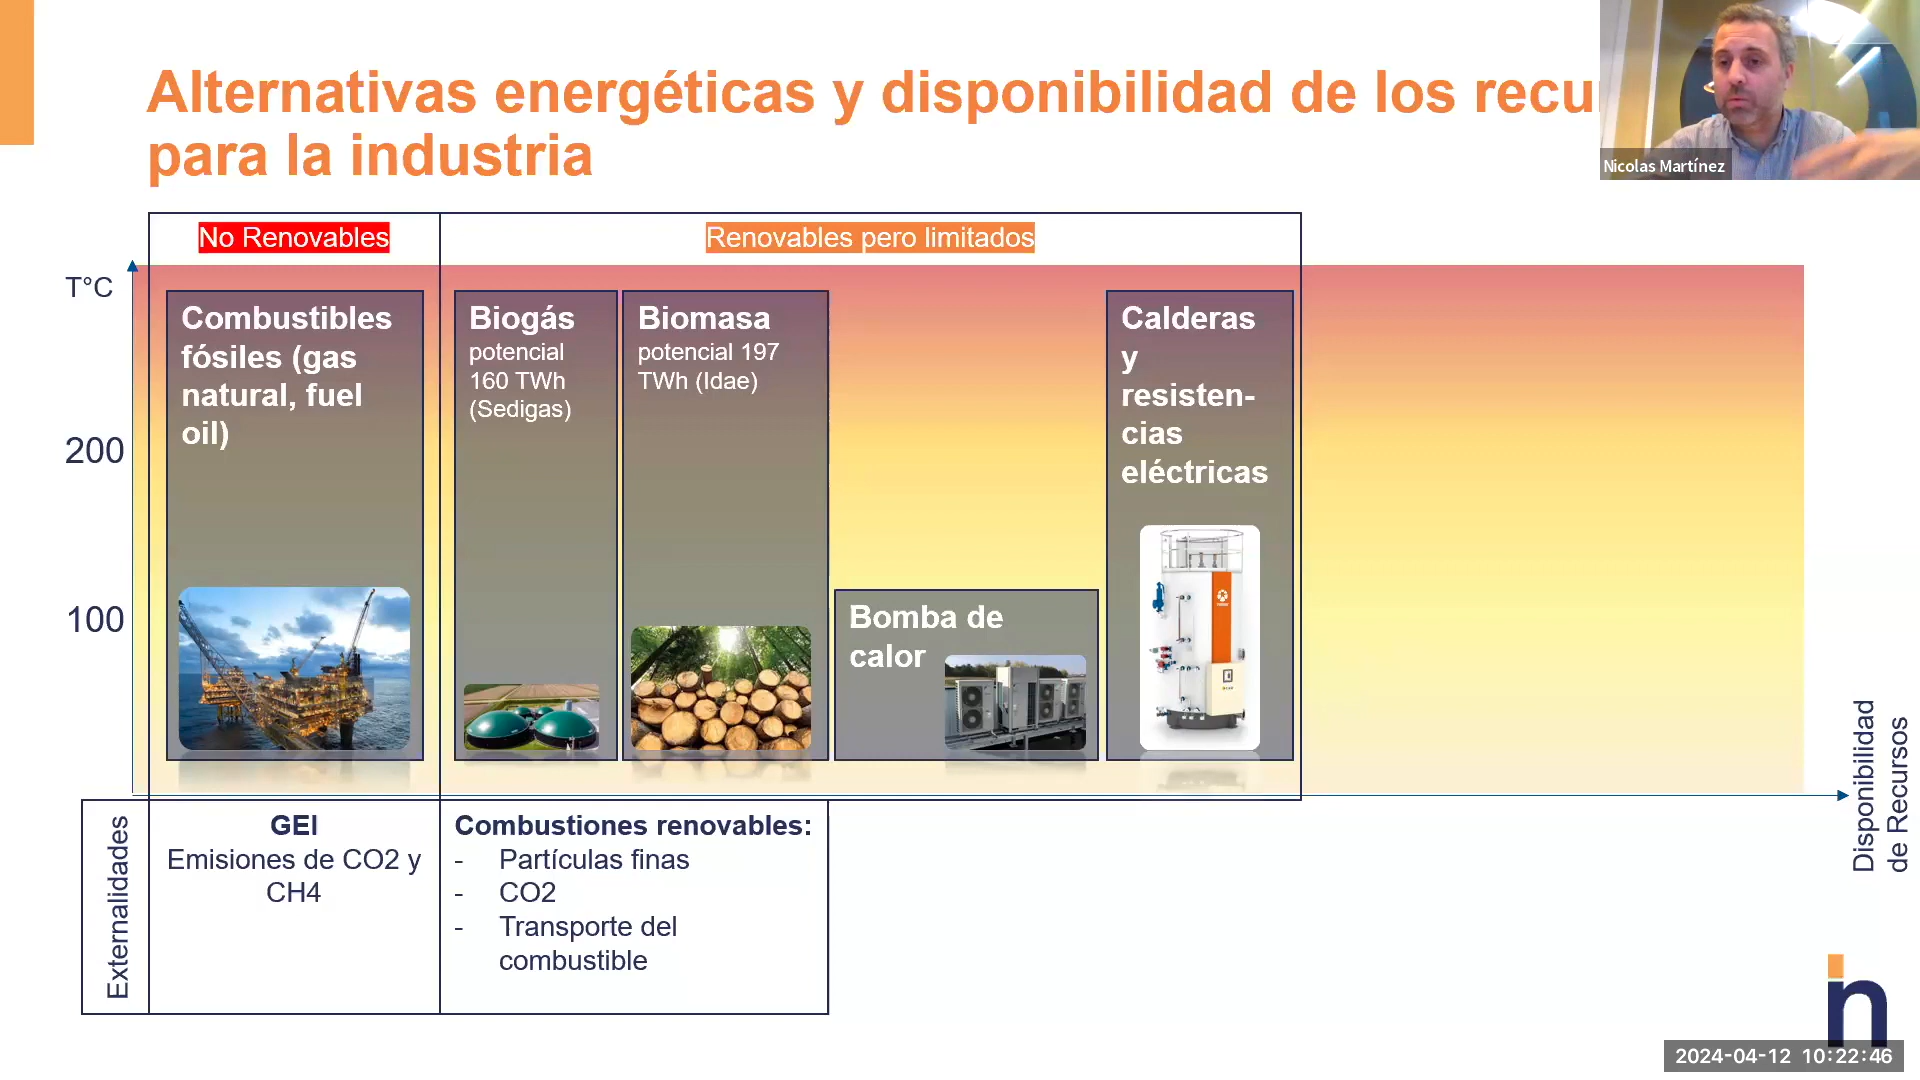 Alternativas energéticas y disponibilidad de los recu
para la industria
Nicolas Martínez
No Renovables
Renovables pero limitados
T°C
200
100
Combustibles
fósiles (gas
natural, fuel
oil)
Biogás
potencial
160 TWh
(Sedigas)
Biomasa
potencial 197
TWh (Idae)
Bomba de
calor
Calderas
y
resisten-
cias
eléctricas
Disponibilidad
de Recursos
Externalidades
GEI
Emisiones de CO2 y
CH4
Combustiones renovables:
- Partículas finas
- CO2
- Transporte del
combustible
in
2024-04-12 10:22:46